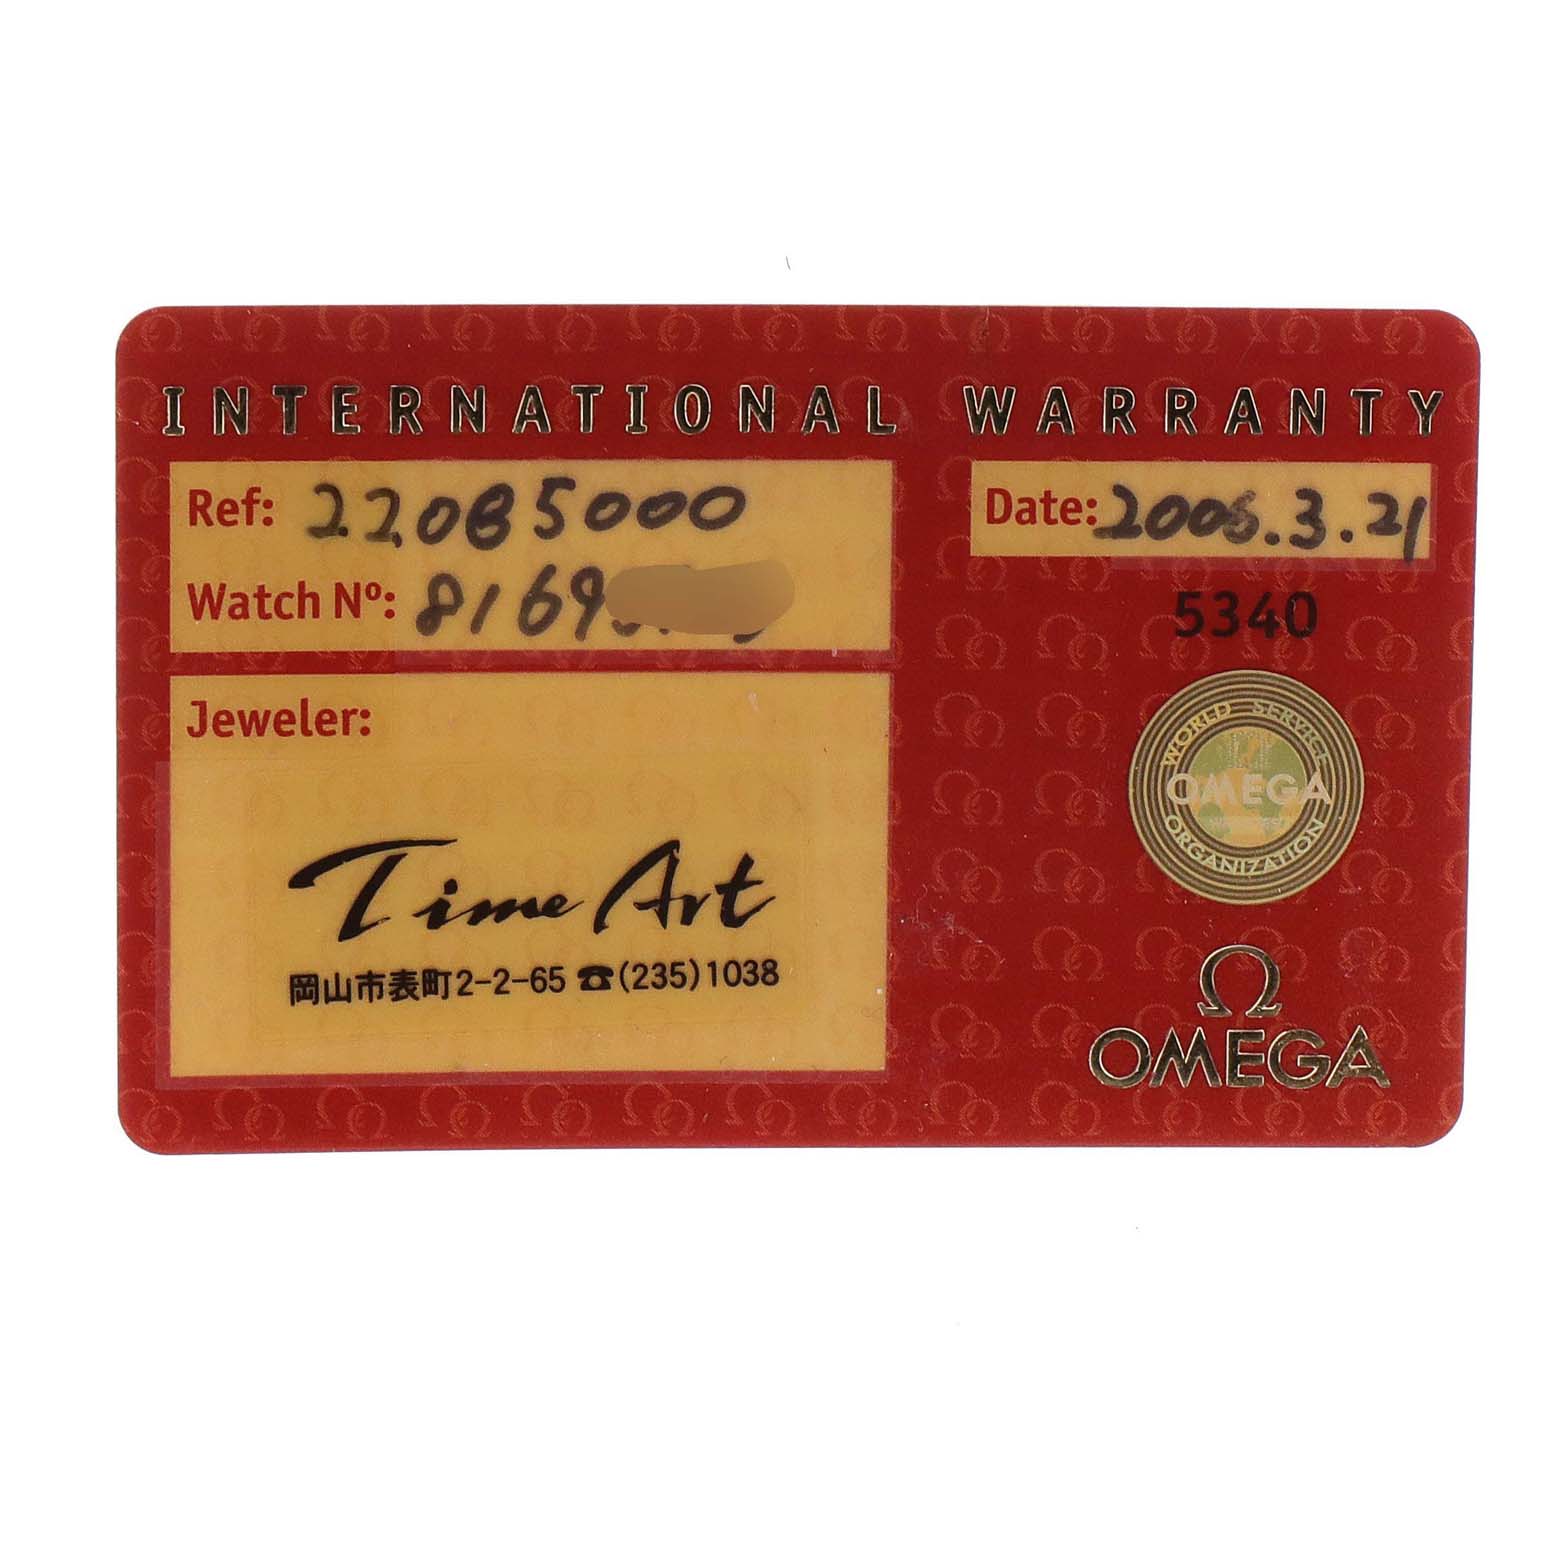 INTERNATIONAL WARRANTY
Ref: 22085000
Date: 2006.3.21
Watch Nº: 8169
5340
Jeweler:
WORLD SERVICE
OMEGA
ORGANIZATION
Time Art
岡山市表町2-2-65 ☎(235)1038
Ω
OMEGA